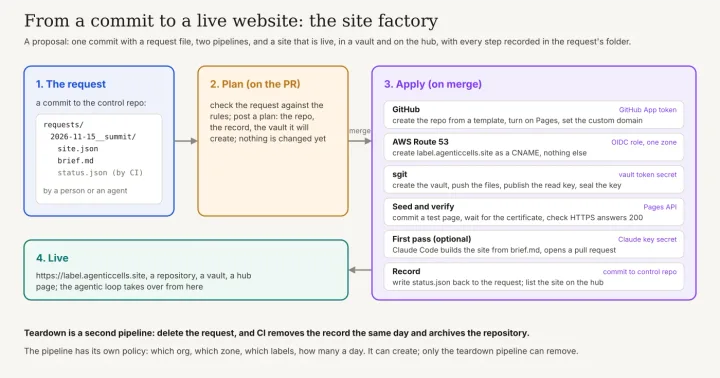 From a commit to a live website: the site factory
A proposal: one commit with a request file, two pipelines, and a site that is live, in a vault and on the hub, with every step recorded in the request's folder.
1. The request
a commit to the control repo:
requests/
2026-11-15__summit/
site.json
brief.md
status.json (by CI)
by a person or an agent
2. Plan (on the PR)
check the request against the
rules; post a plan: the repo,
the record, the vault it will
create; nothing is changed yet
merge
3. Apply (on merge)
GitHub
GitHub App token
create the repo from a template, turn on Pages, set the custom domain
AWS Route 53
OIDC role, one zone
create label.agenticcells.site as a CNAME, nothing else
sgit
vault token secret
create the vault, push the files, publish the read key, seal the key
Seed and verify
Pages API
commit a test page, wait for the certificate, check HTTPS answers 200
First pass (optional)
Claude key secret
Claude Code builds the site from brief.md, opens a pull request
Record
commit to control repo
write status.json back to the request; list the site on the hub
4. Live
https://label.agenticcells.site, a repository, a vault, a hub
page; the agentic loop takes over from here
Teardown is a second pipeline: delete the request, and CI removes the record the same day and archives the repository.
The pipeline has its own policy: which org, which zone, which labels, how many a day. It can create; only the teardown pipeline can remove.